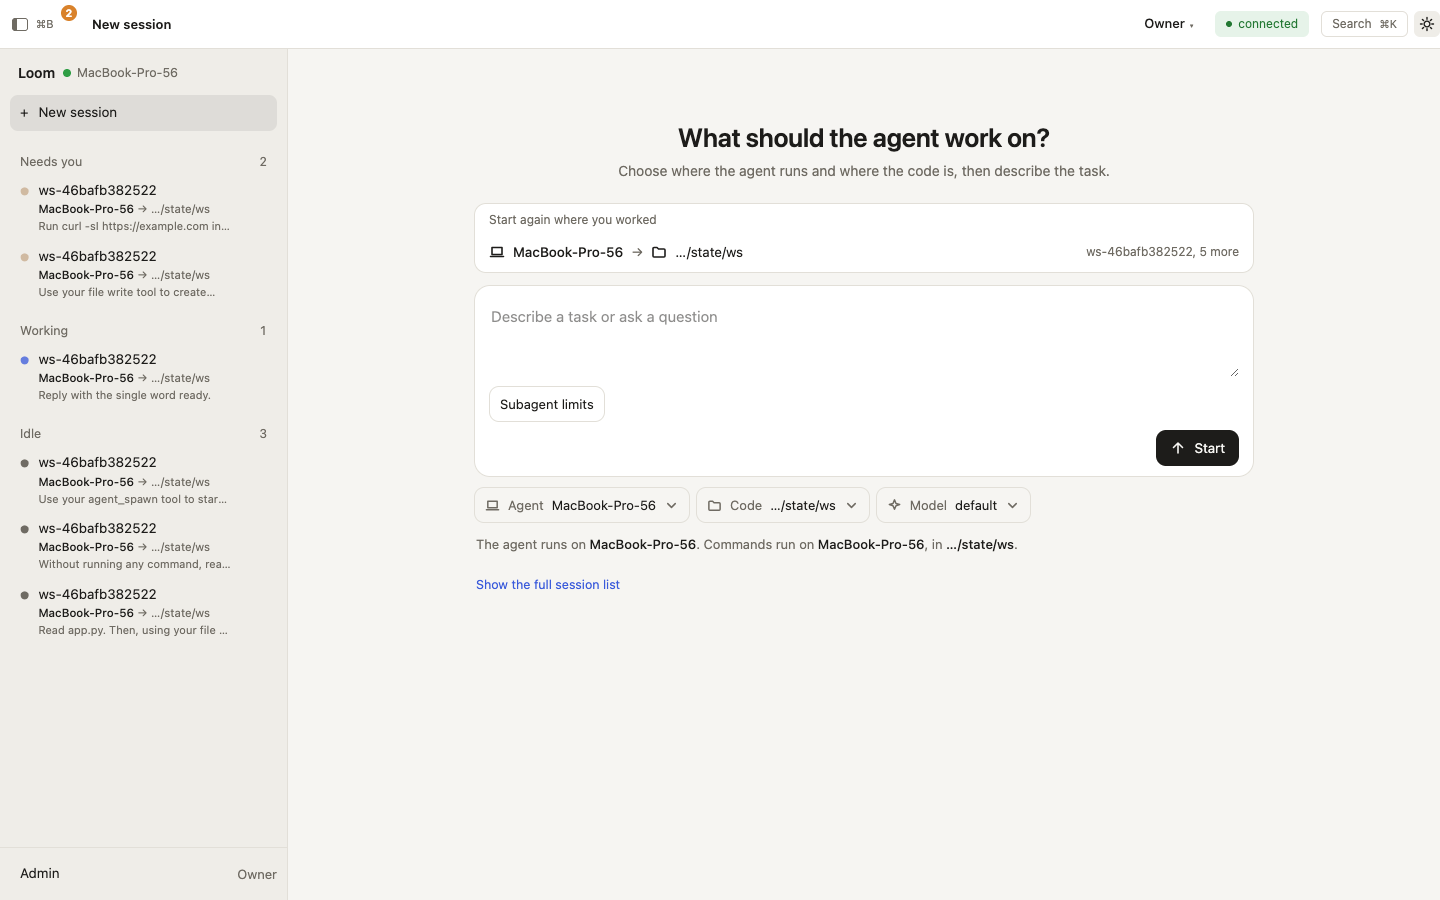 ⌘B
2
New session
Owner
connected
Search ⌘K
Loom MacBook-Pro-56
+ New session
Needs you 2
ws-46bafb382522
MacBook-Pro-56 → .../state/ws
Run curl -sI https://example.com in...
ws-46bafb382522
MacBook-Pro-56 → .../state/ws
Use your file write tool to create...
Working 1
ws-46bafb382522
MacBook-Pro-56 → .../state/ws
Reply with the single word ready.
Idle 3
ws-46bafb382522
MacBook-Pro-56 → .../state/ws
Use your agent_spawn tool to star...
ws-46bafb382522
MacBook-Pro-56 → .../state/ws
Without running any command, rea...
ws-46bafb382522
MacBook-Pro-56 → .../state/ws
Read app.py. Then, using your file ...
Admin Owner
What should the agent work on?
Choose where the agent runs and where the code is, then describe the task.
Start again where you worked
MacBook-Pro-56 → .../state/ws ws-46bafb382522, 5 more
Describe a task or ask a question
Subagent limits
Start
Agent MacBook-Pro-56 Code .../state/ws Model default
The agent runs on MacBook-Pro-56. Commands run on MacBook-Pro-56, in .../state/ws.
Show the full session list